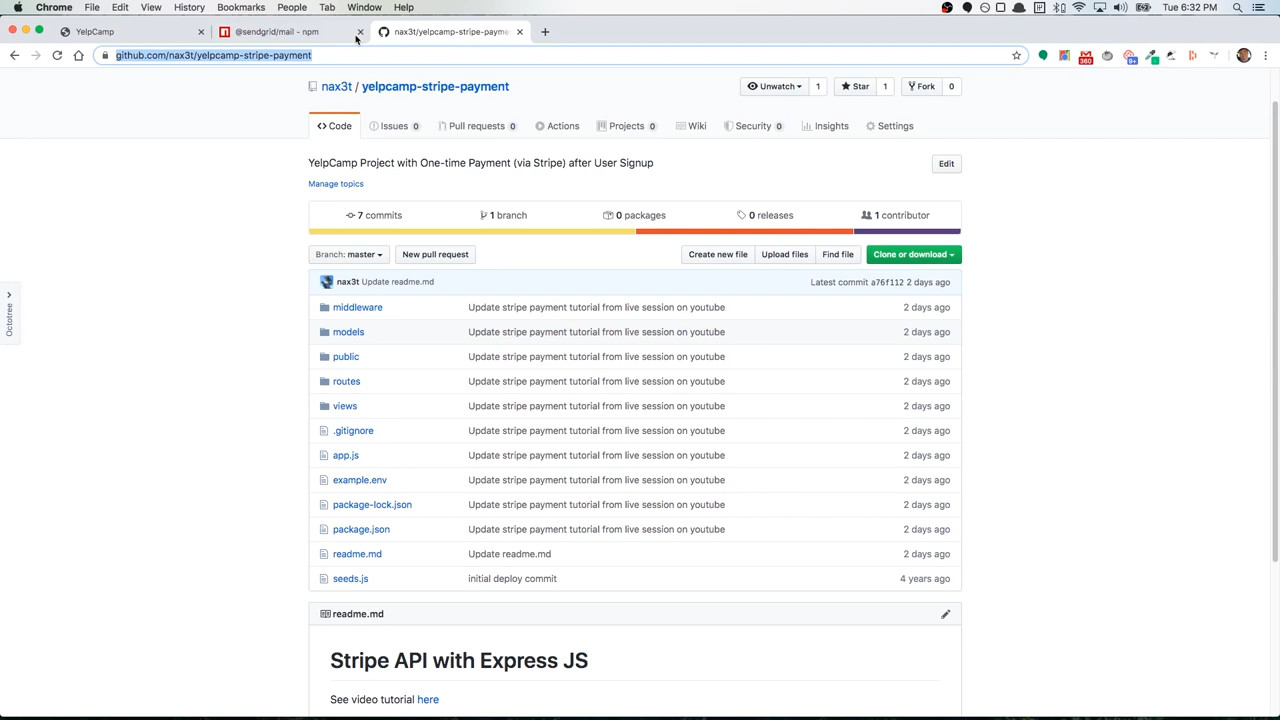 Chrome File Edit View History Bookmarks People Tab Window Help Tue 6:32 PM
YelpCamp @sendgrid/mail - npm nax3t/yelpcamp-stripe-payme
github.com/nax3t/yelpcamp-stripe-payment
360 9+
nax3t / yelpcamp-stripe-payment Unwatch 1 Star 1 Fork 0
Code Issues 0 Pull requests 0 Actions Projects 0 Wiki Security 0 Insights Settings
YelpCamp Project with One-time Payment (via Stripe) after User Signup Edit
Manage topics
7 commits 1 branch 0 packages 0 releases 1 contributor
Branch: master New pull request Create new file Upload files Find file Clone or download
nax3t Update readme.md Latest commit a76f112 2 days ago
Octotree
middleware Update stripe payment tutorial from live session on youtube 2 days ago
models Update stripe payment tutorial from live session on youtube 2 days ago
public Update stripe payment tutorial from live session on youtube 2 days ago
routes Update stripe payment tutorial from live session on youtube 2 days ago
views Update stripe payment tutorial from live session on youtube 2 days ago
.gitignore Update stripe payment tutorial from live session on youtube 2 days ago
app.js Update stripe payment tutorial from live session on youtube 2 days ago
example.env Update stripe payment tutorial from live session on youtube 2 days ago
package-lock.json Update stripe payment tutorial from live session on youtube 2 days ago
package.json Update stripe payment tutorial from live session on youtube 2 days ago
readme.md Update readme.md 2 days ago
seeds.js initial deploy commit 4 years ago
readme.md
Stripe API with Express JS
See video tutorial here